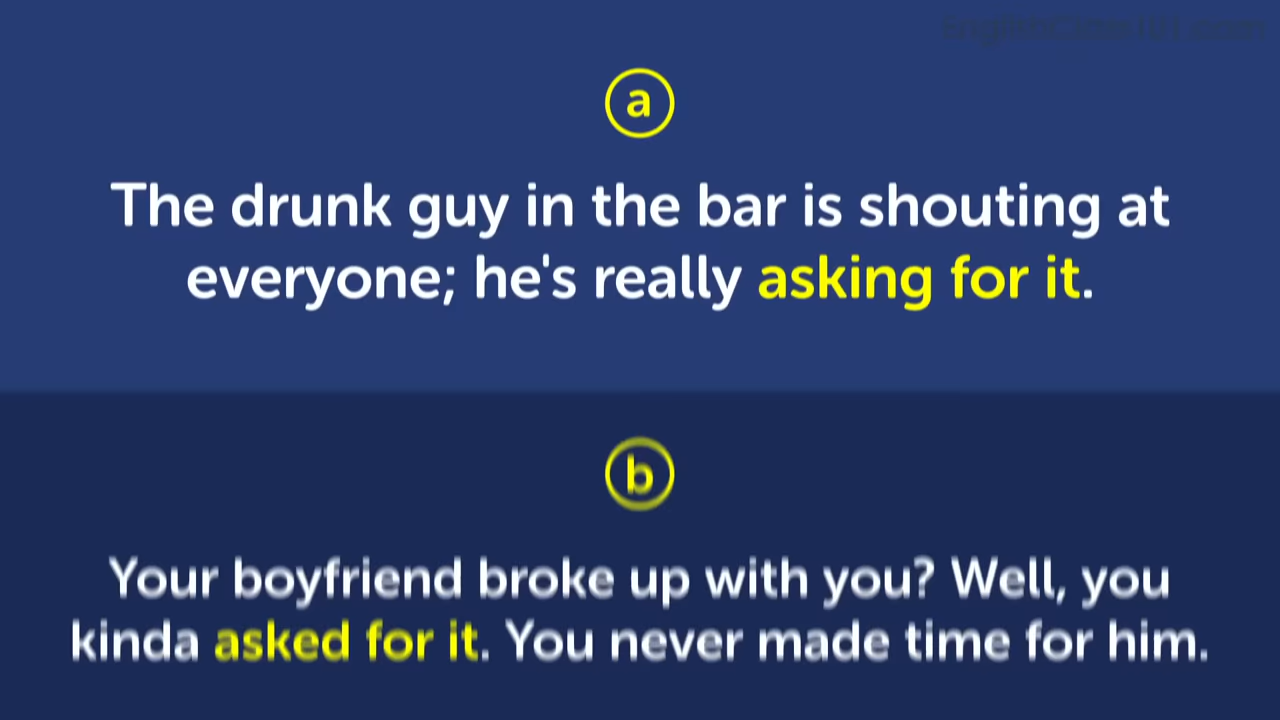 a
The drunk guy in the bar is shouting at
everyone; he's really asking for it.
b
Your boyfriend broke up with you? Well, you
kinda asked for it. You never made time for him.